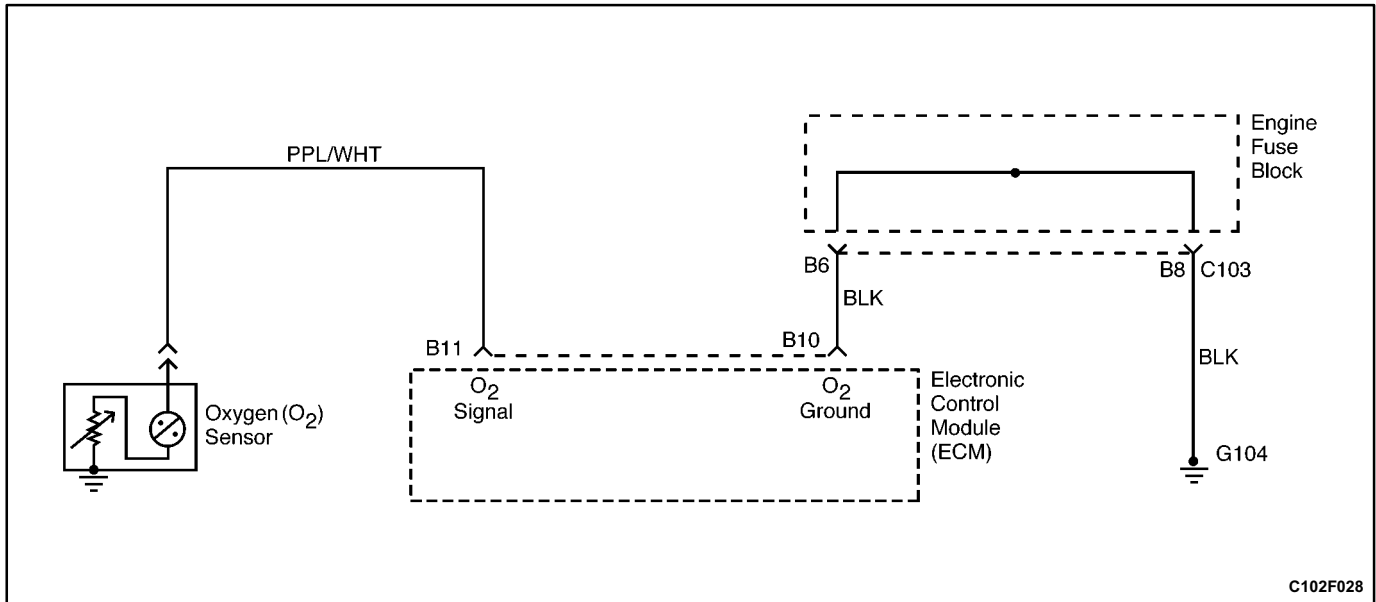 PPL/WHT
Engine
Fuse
Block
B6
B8 C103
BLK
B11
B10
BLK
O2
Signal
O2
Ground
Electronic
Control
Module
(ECM)
Oxygen (O2)
Sensor
G104
C102F028